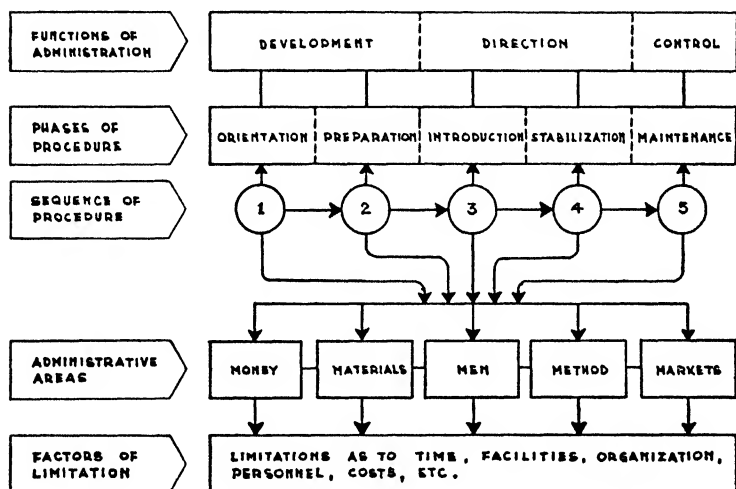 FUNCTIONS OF
ADMINISTRATION
DEVELOPMENT
DIRECTION
CONTROL
PHASES OF
PROCEDURE
ORIENTATION
PREPARATION
INTRODUCTION
STABILIZATION
MAINTENANCE
SEQUENCE OF
PROCEDURE
1
2
3
4
5
ADMINISTRATIVE
AREAS
MONEY
MATERIALS
MEN
METHOD
MARKETS
FACTORS OF
LIMITATION
LIMITATIONS AS TO TIME, FACILITIES, ORGANIZATION,
PERSONNEL, COSTS, ETC.